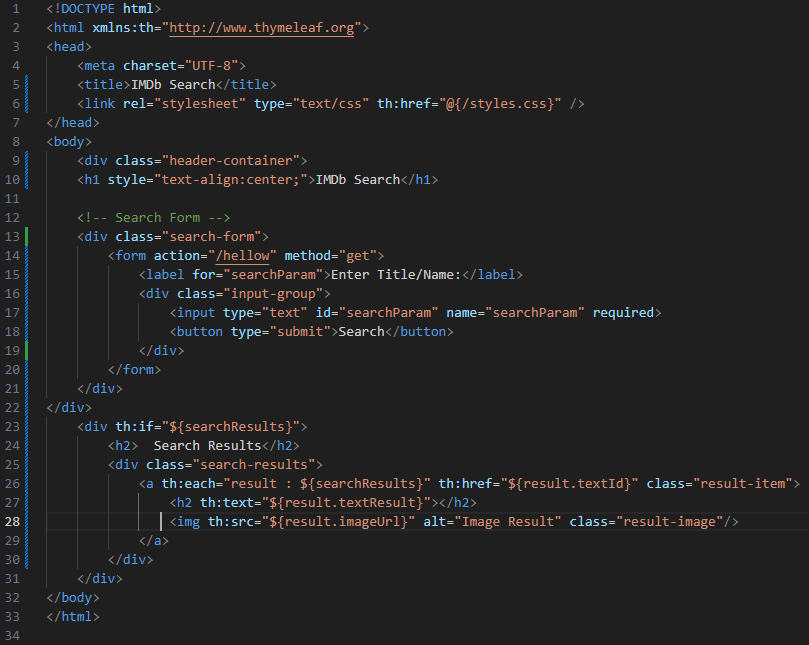 1 <!DOCTYPE html>
2 <html xmlns:th="http://www.thymeleaf.org">
3 <head>
4     <meta charset="UTF-8">
5     <title>IMDb Search</title>
6     <link rel="stylesheet" type="text/css" th:href="@{/styles.css}" />
7 </head>
8 <body>
9     <div class="header-container">
10     <h1 style="text-align:center;">IMDb Search</h1>
11
12     <!-- Search Form -->
13     <div class="search-form">
14         <form action="/hellow" method="get">
15             <label for="searchParam">Enter Title/Name:</label>
16             <div class="input-group">
17                 <input type="text" id="searchParam" name="searchParam" required>
18                 <button type="submit">Search</button>
19             </div>
20         </form>
21     </div>
22 </div>
23     <div th:if="${searchResults}">
24         <h2>  Search Results</h2>
25         <div class="search-results">
26             <a th:each="result : ${searchResults}" th:href="${result.textId}" class="result-item">
27                 <h2 th:text="${result.textResult}"></h2>
28                 <img th:src="${result.imageUrl}" alt="Image Result" class="result-image"/>
29             </a>
30         </div>
31     </div>
32 </body>
33 </html>
34